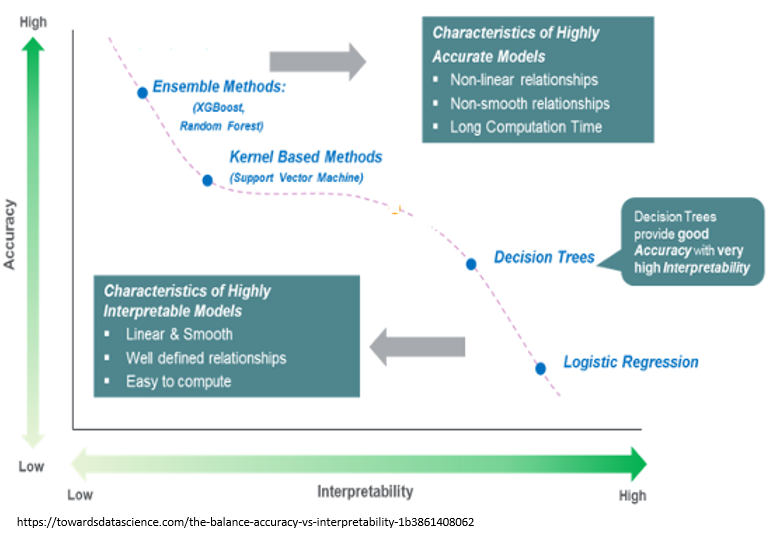 High
Characteristics of Highly
Accurate Models
▪ Non-linear relationships
▪ Non-smooth relationships
▪ Long Computation Time
Ensemble Methods:
(XGBoost,
Random Forest)
Kernel Based Methods
(Support Vector Machine)
Accuracy
Decision Trees
provide good
Accuracy with very
high Interpretability
Decision Trees
Characteristics of Highly
Interpretable Models
▪ Linear & Smooth
▪ Well defined relationships
▪ Easy to compute
Logistic Regression
Low
Low
Interpretability
High
https://towardsdatascience.com/the-balance-accuracy-vs-interpretability-1b3861408062